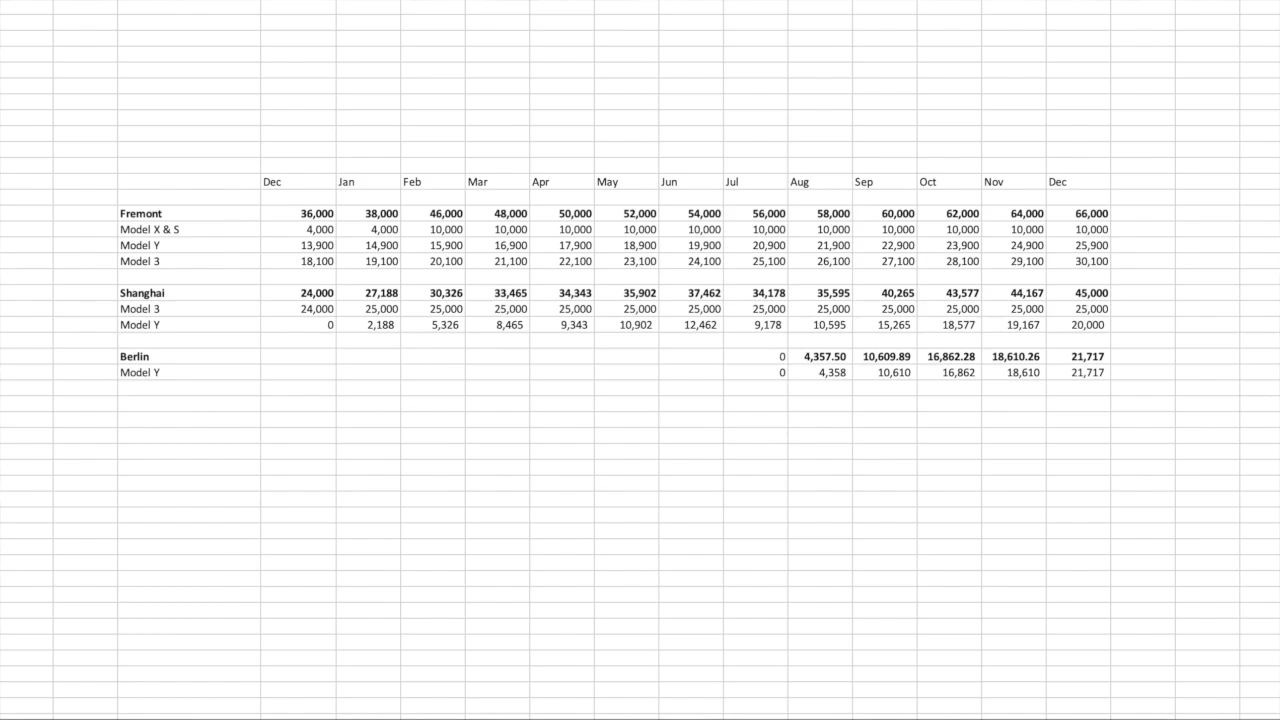 Dec Jan Feb Mar Apr May Jun Jul Aug Sep Oct Nov Dec
Fremont 36,000 38,000 46,000 48,000 50,000 52,000 54,000 56,000 58,000 60,000 62,000 64,000 66,000
Model X & S 4,000 4,000 10,000 10,000 10,000 10,000 10,000 10,000 10,000 10,000 10,000 10,000 10,000
Model Y 13,900 14,900 15,900 16,900 17,900 18,900 19,900 20,900 21,900 22,900 23,900 24,900 25,900
Model 3 18,100 19,100 20,100 21,100 22,100 23,100 24,100 25,100 26,100 27,100 28,100 29,100 30,100
Shanghai 24,000 27,188 30,326 33,465 34,343 35,902 37,462 34,178 35,595 40,265 43,577 44,167 45,000
Model 3 24,000 25,000 25,000 25,000 25,000 25,000 25,000 25,000 25,000 25,000 25,000 25,000 25,000
Model Y 0 2,188 5,326 8,465 9,343 10,902 12,462 9,178 10,595 15,265 18,577 19,167 20,000
Berlin 0 4,357.50 10,609.89 16,862.28 18,610.26 21,717
Model Y 0 4,358 10,610 16,862 18,610 21,717